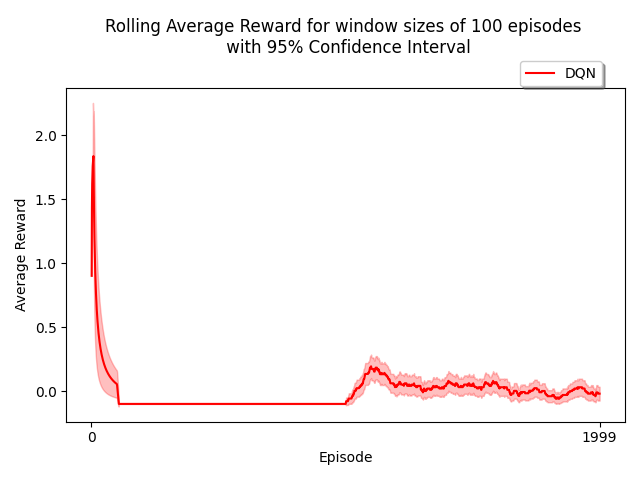 Rolling Average Reward for window sizes of 100 episodes
with 95% Confidence Interval
DQN
2.0
1.5
1.0
0.5
0.0
Average Reward
0
1999
Episode